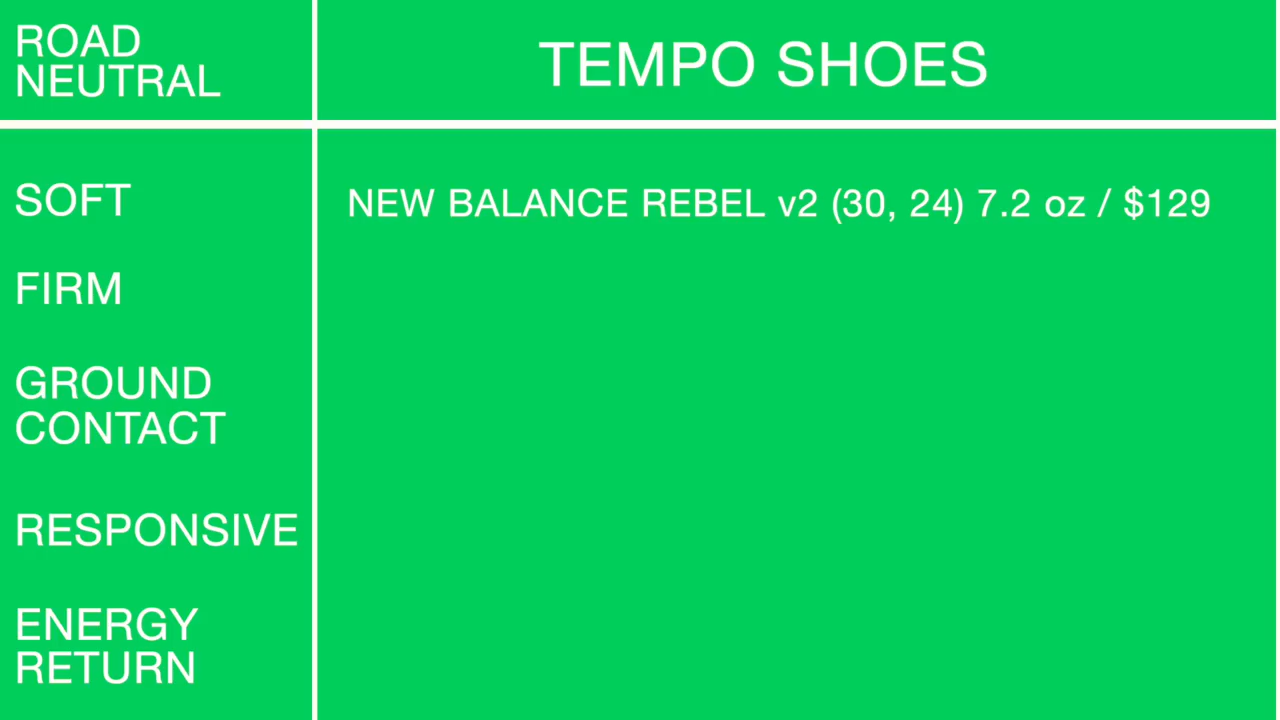 ROAD
NEUTRAL
TEMPO SHOES
SOFT
NEW BALANCE REBEL v2 (30, 24) 7.2 oz / $129
FIRM
GROUND
CONTACT
RESPONSIVE
ENERGY
RETURN